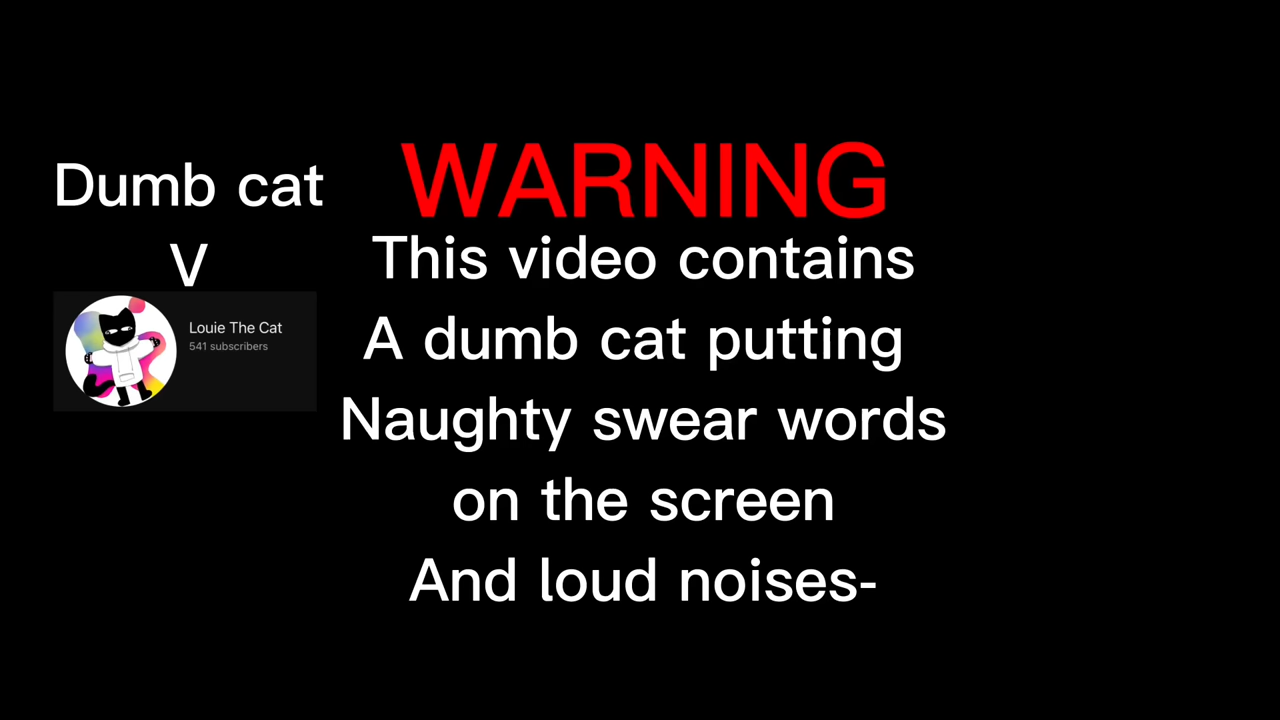 Dumb cat
V
Louie The Cat
541 subscribers
WARNING
This video contains
A dumb cat putting
Naughty swear words
on the screen
And loud noises-